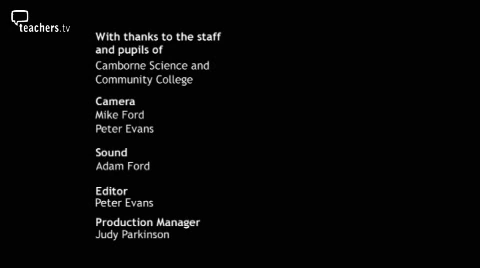 teachers.tv
With thanks to the staff
and pupils of
Camborne Science and
Community College
Camera
Mike Ford
Peter Evans
Sound
Adam Ford
Editor
Peter Evans
Production Manager
Judy Parkinson